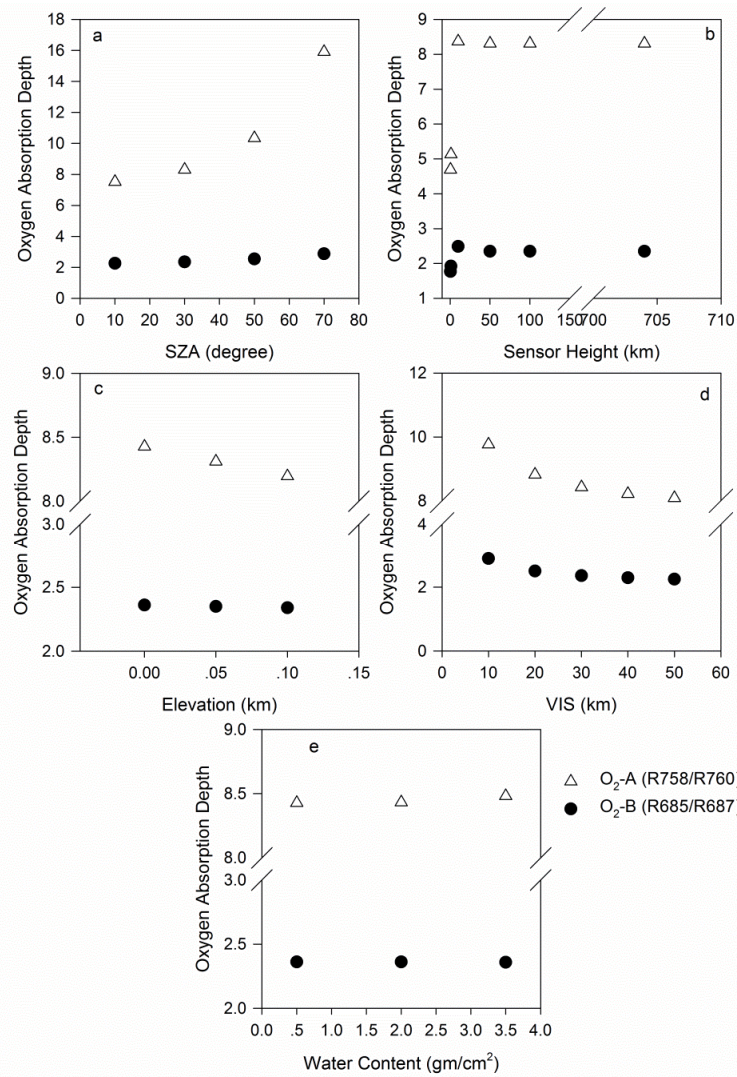 a
18
16
14
12
10
8
6
4
2
0
Oxygen Absorption Depth
0 10 20 30 40 50 60 70 80
SZA (degree)
b
9
8
7
6
5
4
3
2
1
Oxygen Absorption Depth
0 50 100 150 700 705 710
Sensor Height (km)
c
9.0
8.5
8.0
3.0
2.5
2.0
Oxygen Absorption Depth
0.00 .05 .10 .15
Elevation (km)
d
12
10
8
4
2
0
Oxygen Absorption Depth
0 10 20 30 40 50 60
VIS (km)
e
9.0
8.5
8.0
3.0
2.5
2.0
Oxygen Absorption Depth
0.0 .5 1.0 1.5 2.0 2.5 3.0 3.5 4.0
Water Content (gm/cm²)
O₂-A (R758/R760)
O₂-B (R685/R687)